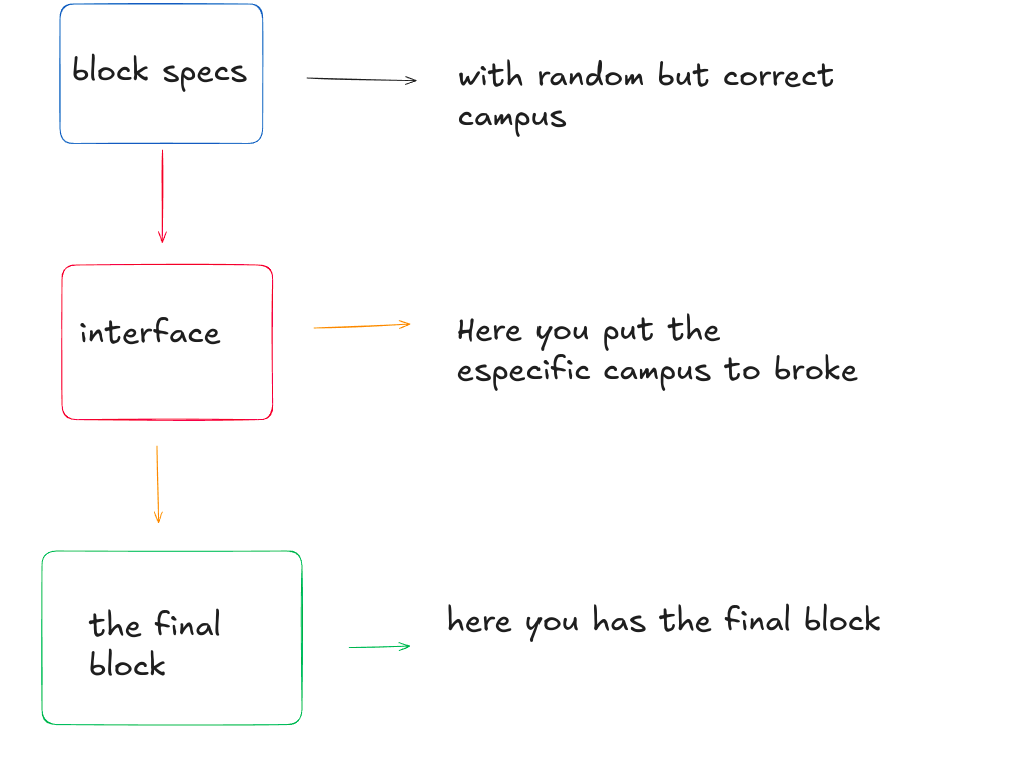 block specs
with random but correct
campus
interface
Here you put the
especific campus to broke
the final
block
here you has the final block